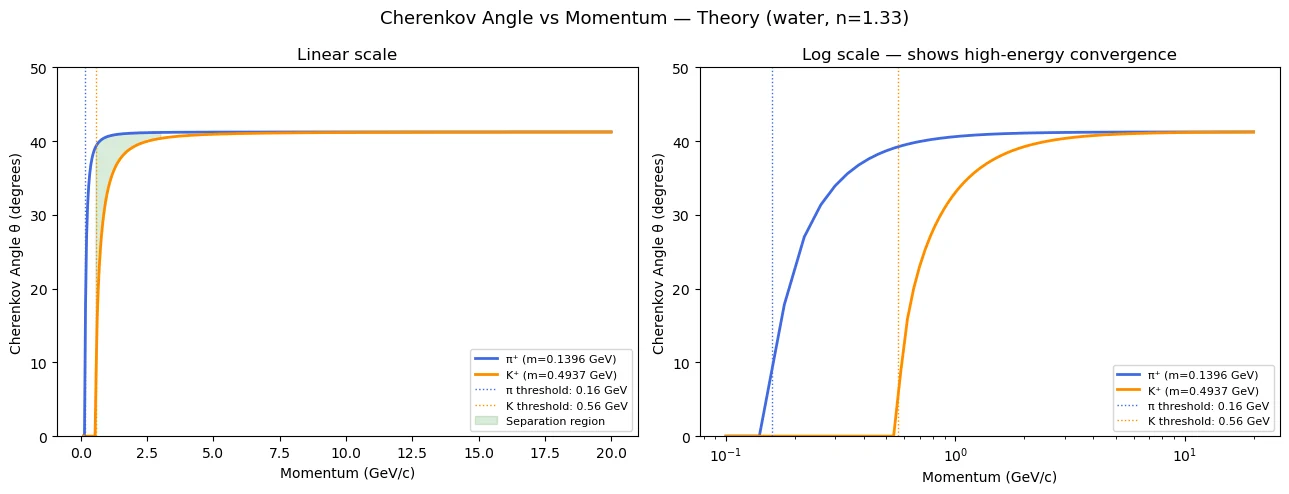 Cherenkov Angle vs Momentum — Theory (water, n=1.33)
Linear scale
50
40
30
20
10
0
Cherenkov Angle θ (degrees)
π⁺ (m=0.1396 GeV)
K⁺ (m=0.4937 GeV)
π threshold: 0.16 GeV
K threshold: 0.56 GeV
Separation region
0.0 2.5 5.0 7.5 10.0 12.5 15.0 17.5 20.0
Momentum (GeV/c)
Log scale — shows high-energy convergence
50
40
30
20
10
0
Cherenkov Angle θ (degrees)
π⁺ (m=0.1396 GeV)
K⁺ (m=0.4937 GeV)
π threshold: 0.16 GeV
K threshold: 0.56 GeV
10⁻¹ 10⁰ 10¹
Momentum (GeV/c)